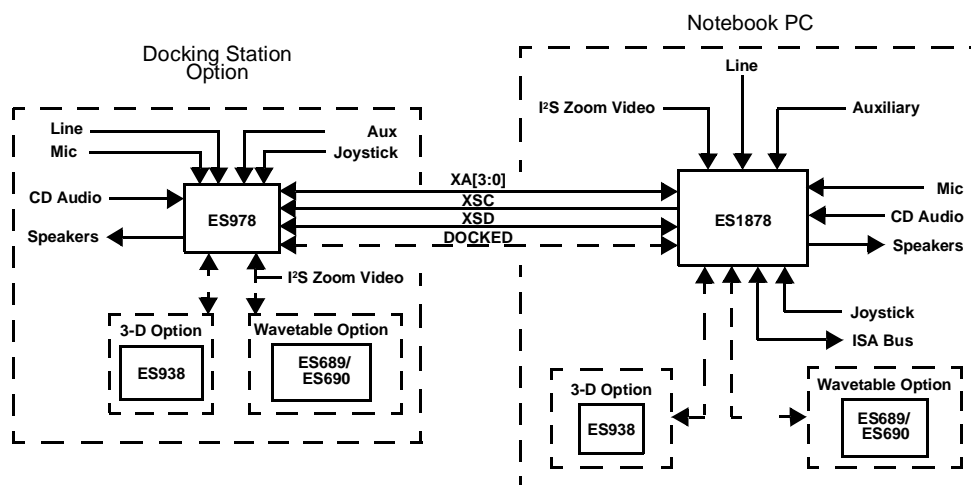 Docking Station
Option
Notebook PC
Line
Mic
Aux
Joystick
CD Audio
Speakers
ES978
I²S Zoom Video
3-D Option
ES938
Wavetable Option
ES689/
ES690
XA[3:0]
XSC
XSD
DOCKED
Line
I²S Zoom Video
Auxiliary
ES1878
Mic
CD Audio
Speakers
Joystick
ISA Bus
3-D Option
ES938
Wavetable Option
ES689/
ES690